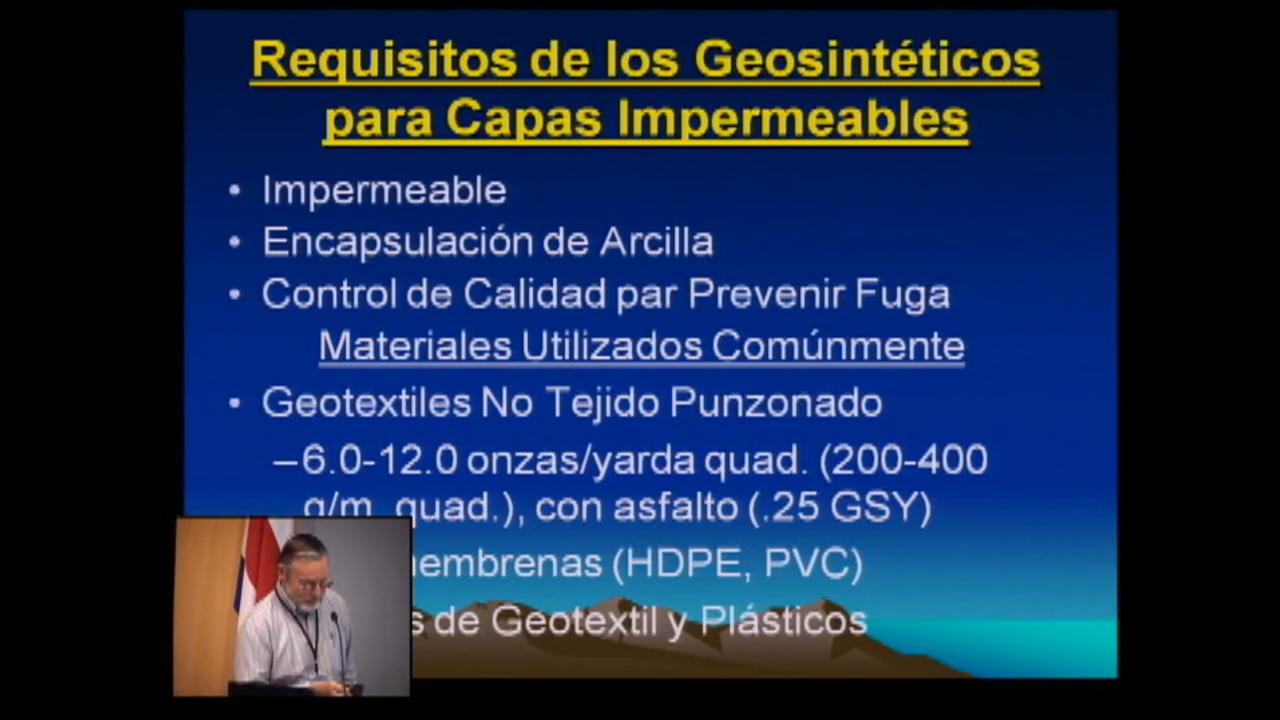 Requisitos de los Geosintéticos
para Capas Impermeables
• Impermeable
• Encapsulación de Arcilla
• Control de Calidad par Prevenir Fuga
Materiales Utilizados Comúnmente
• Geotextiles No Tejido Punzonado
–6.0-12.0 onzas/yarda quad. (200-400
g/m. quad.), con asfalto (.25 GSY)
(HDPE, PVC)
de Geotextil y Plásticos